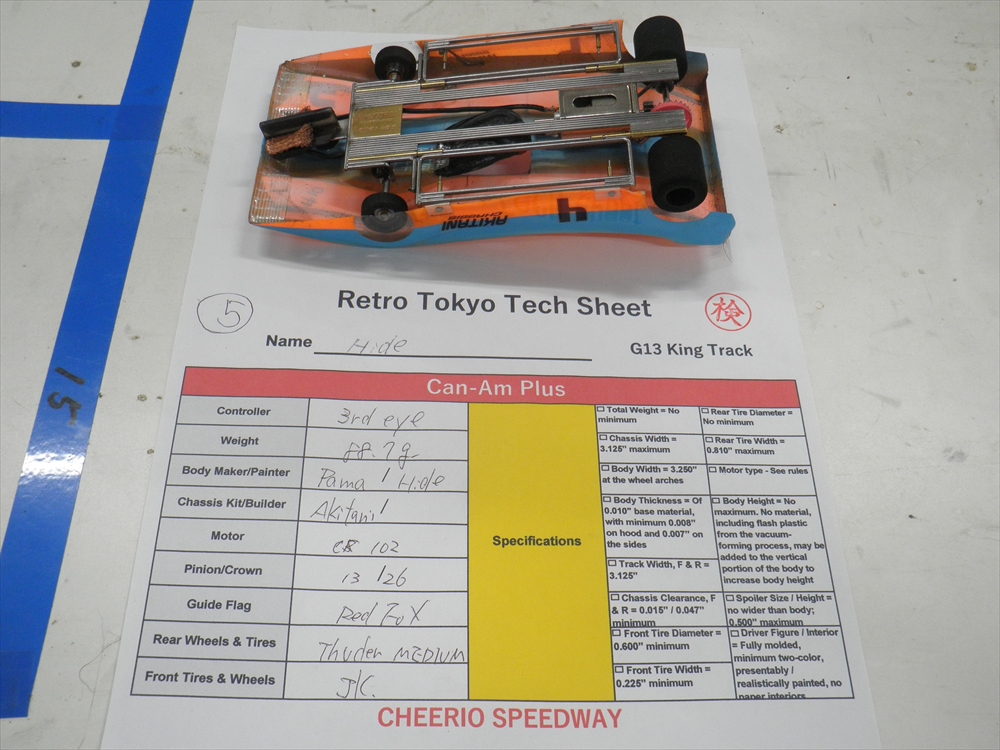 AKITANI
CHASSIS
4
15
5
Retro Tokyo Tech Sheet
検
Name Hide
G13 King Track
Can-Am Plus
Controller 3rd eye
Weight 88.7g
Body Maker/Painter Pama / Hide
Chassis Kit/Builder Akitani /
Motor 102
Pinion/Crown 13 /26
Guide Flag Red FoX
Rear Wheels & Tires Thuder MEDIUM
Front Tires & Wheels J/K.
Specifications
☐ Total Weight = No
minimum
☐ Chassis Width =
3.125" maximum
☐ Body Width = 3.250"
at the wheel arches
☐ Body Thickness = Of
0.010" base material,
with minimum 0.008"
on hood and 0.007" on
the sides
☐ Track Width, F & R =
3.125"
☐ Chassis Clearance, F
& R = 0.015" / 0.047"
minimum
☐ Front Tire Diameter =
0.600" minimum
☐ Front Tire Width =
0.225" minimum
☐ Rear Tire Diameter =
No minimum
☐ Rear Tire Width =
0.810" maximum
☐ Motor type - See rules
☐ Body Height = No
maximum. No material,
including flash plastic
from the vacuum-
forming process, may be
added to the vertical
portion of the body to
increase body height
☐ Spoiler Size / Height =
no wider than body;
0.500" maximum
☐ Driver Figure / Interior
= Fully molded,
minimum two-color,
presentably /
realistically painted, no
paper interiors
CHEERIO SPEEDWAY